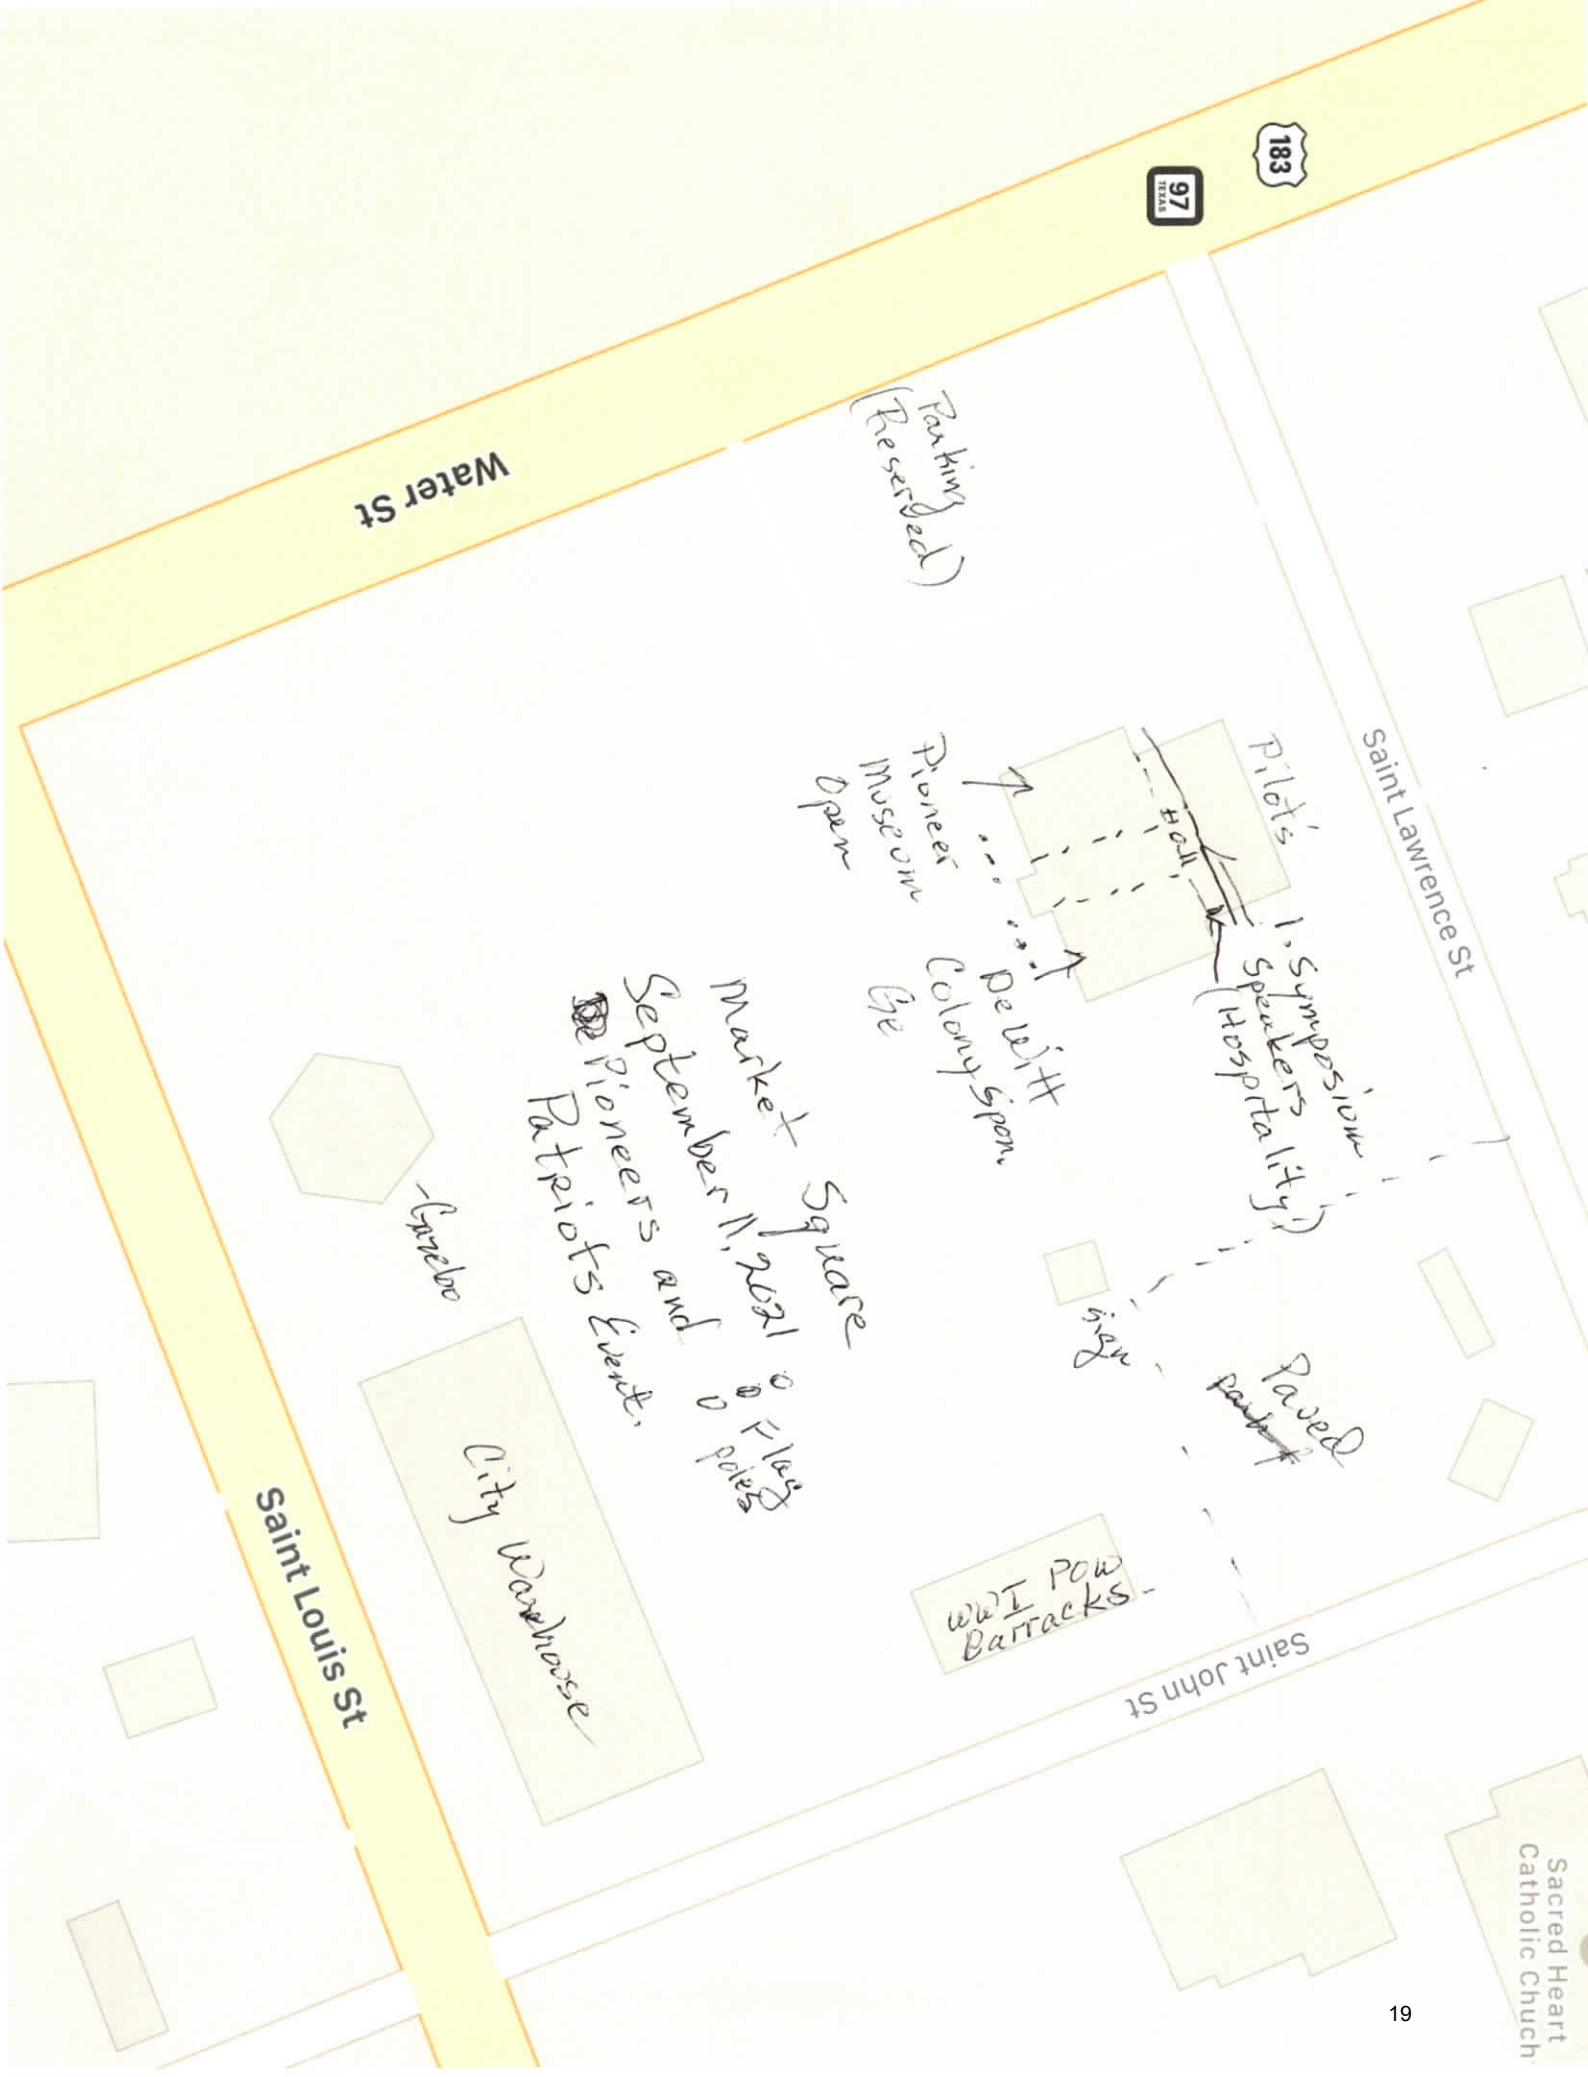 183
97
TEXAS
Water St
Saint Lawrence St
Saint John St
Saint Louis St
Sacred Heart
Catholic Chuch
Parking
(Reserved)
Pilot's
Hall
1. Symposium
Speakers
(Hospitality)
Pioneer
Museum
Open
DeWitt
Colony Spon.
Ge
Market Square
September 11, 2021
Pioneers and
Patriots Event.
Flag
poles
sign
Paved
WWI POW
Barracks
-Gazebo
City Warehouse
19